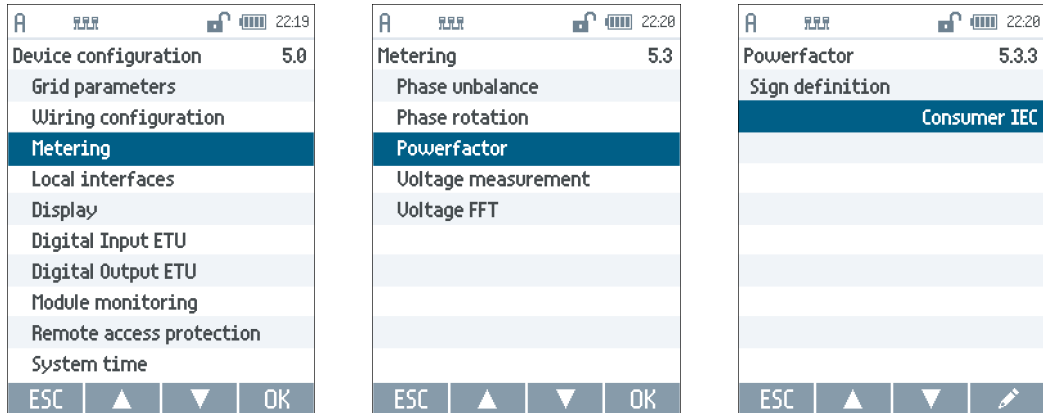 A 22:19
Device configuration 5.0
Grid parameters
Wiring configuration
Metering
Local interfaces
Display
Digital Input ETU
Digital Output ETU
Module monitoring
Remote access protection
System time
ESC OK
A 22:20
Metering 5.3
Phase unbalance
Phase rotation
Powerfactor
Voltage measurement
Voltage FFT
ESC OK
A 22:20
Powerfactor 5.3.3
Sign definition
Consumer IEC
ESC